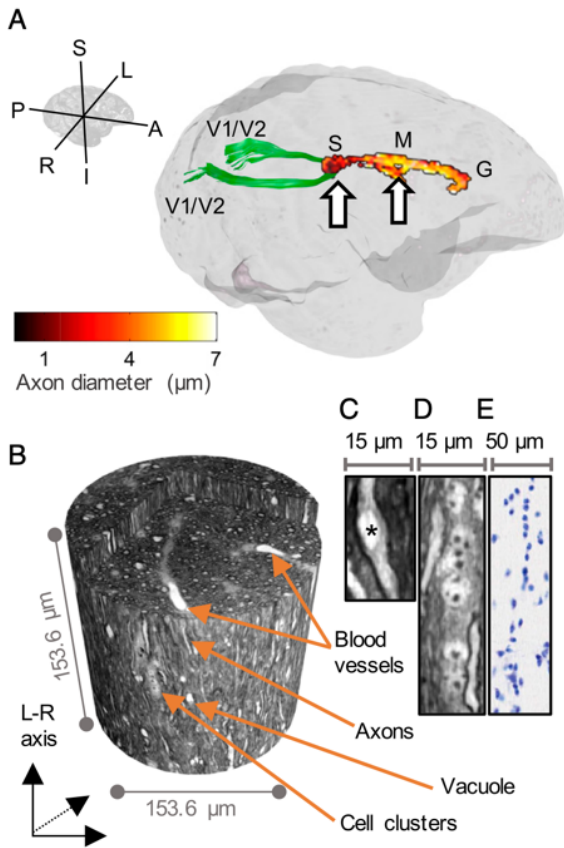 A
S
L
P
A
R
I
V1/V2
S
M
G
V1/V2
1 4 7
Axon diameter (µm)
C D E
15 µm 15 µm 50 µm
B
*
153.6 µm
Blood
vessels
L-R
axis
Axons
Vacuole
153.6 µm
Cell clusters